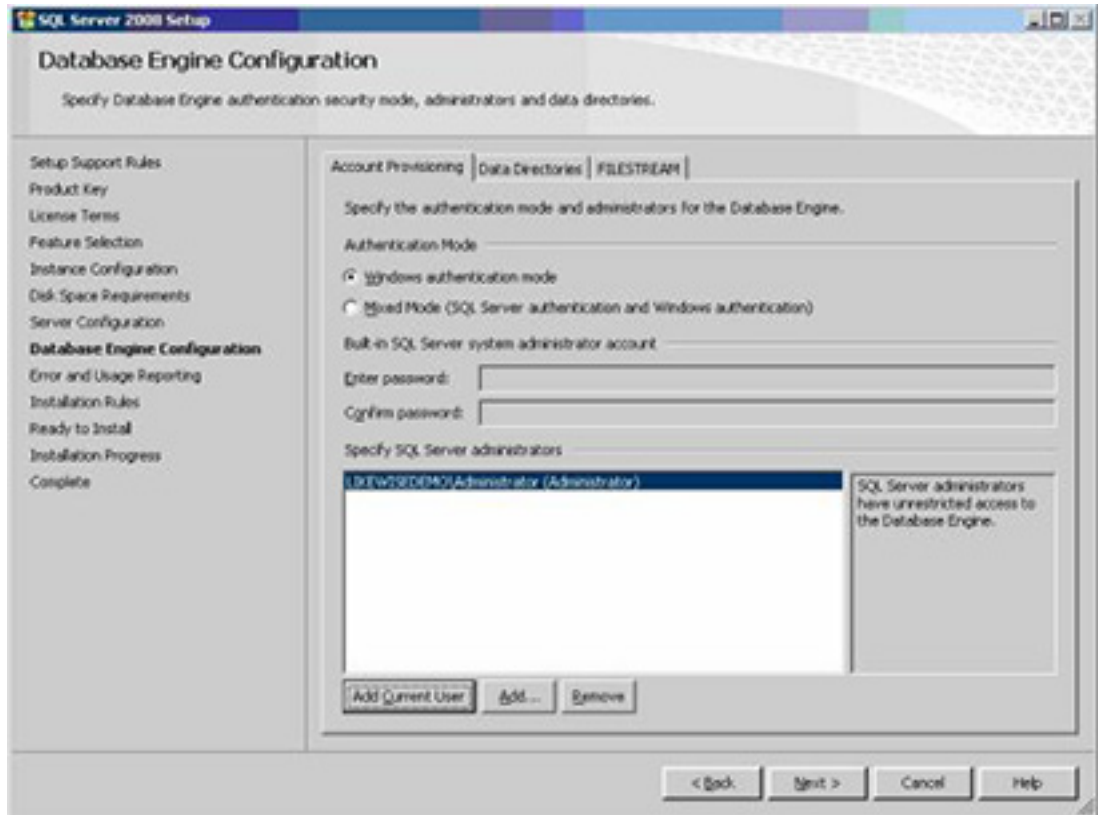 SQL Server 2008 Setup
Database Engine Configuration
Specify Database Engine authentication security mode, administrators and data directories.
Setup Support Rules
Product Key
License Terms
Feature Selection
Instance Configuration
Disk Space Requirements
Server Configuration
Database Engine Configuration
Error and Usage Reporting
Installation Rules
Ready to Install
Installation Progress
Complete
Account Provisioning Data Directories FILESTREAM
Specify the authentication mode and administrators for the Database Engine.
Authentication Mode
Windows authentication mode
Mixed Mode (SQL Server authentication and Windows authentication)
Built-in SQL Server system administrator account
Enter password:
Confirm password:
Specify SQL Server administrators
LIKEWISEDEMO\Administrator (Administrator)
SQL Server administrators
have unrestricted access to
the Database Engine.
Add Current User Add... Remove
< Back Next > Cancel Help